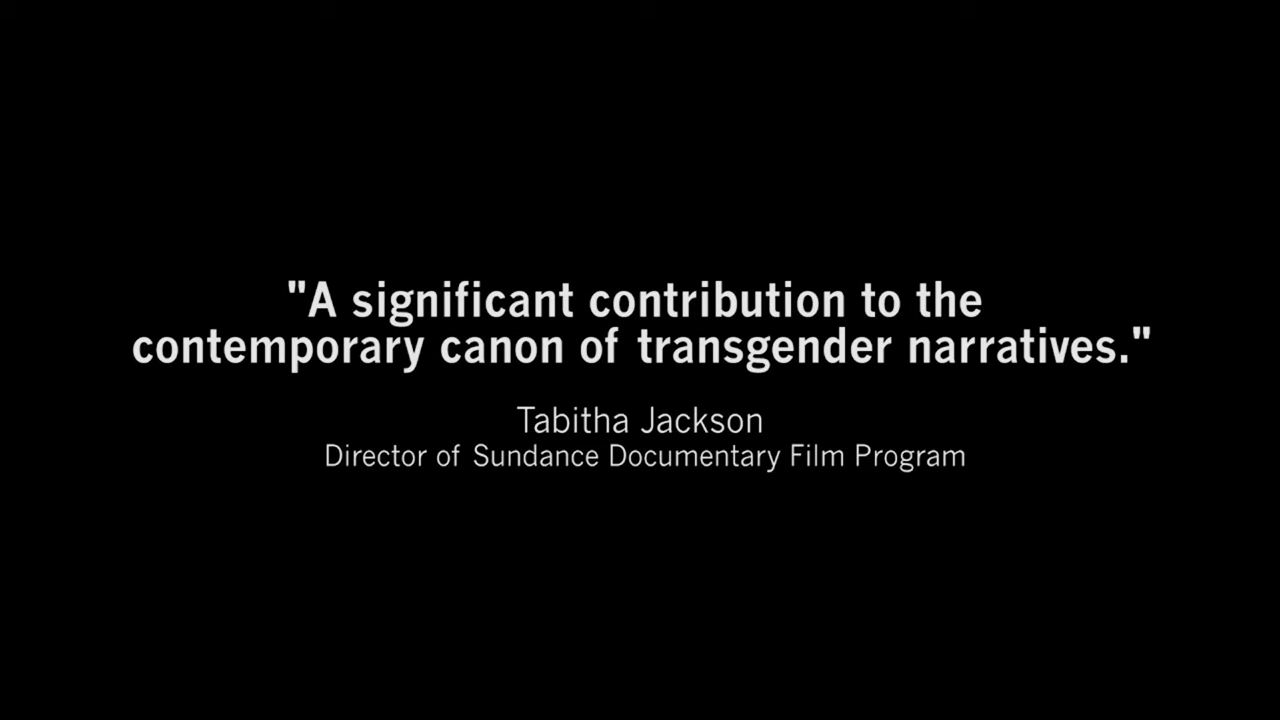 "A significant contribution to the
contemporary canon of transgender narratives."
Tabitha Jackson
Director of Sundance Documentary Film Program